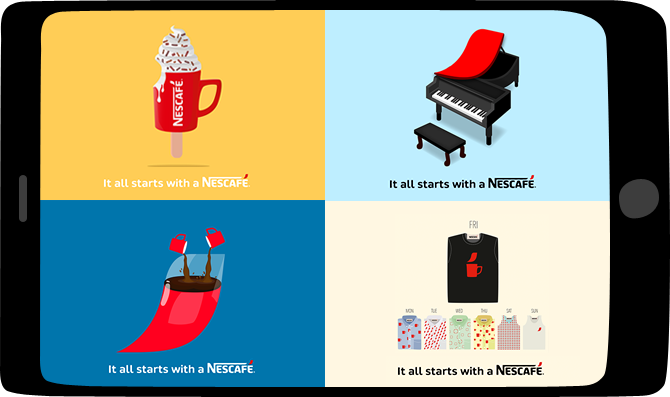 NESCAFÉ.
It all starts with a NESCAFÉ.
It all starts with a NESCAFÉ.
It all starts with a NESCAFÉ.
FRI
MON TUE WED THU SAT SUN
It all starts with a NESCAFÉ.